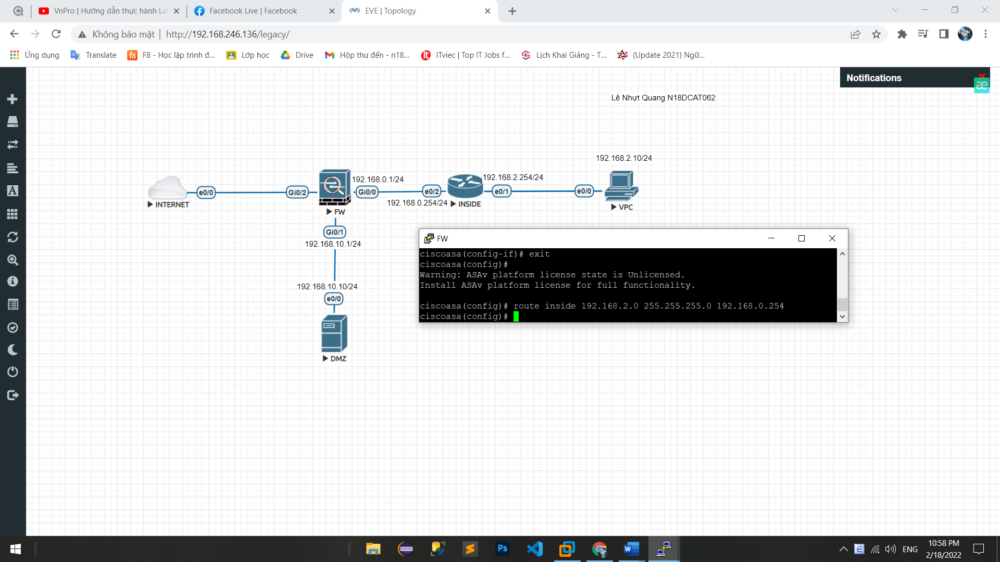 VnPro | Hướng dẫn thực hành La
Facebook Live | Facebook
EVE | Topology
Không bảo mật | http://192.168.246.136/legacy/
Ứng dụng
Translate
F8 - Học lập trình đ...
Lớp học
Drive
Hộp thư đến - n18...
ITviec | Top IT Jobs f...
Lịch Khai Giảng - T...
(Update 2021) Ngữ...
Notifications
æ
Lê Nhựt Quang N18DCAT062
192.168.2.10/24
192.168.0.1/24
192.168.2.254/24
e0/0
Gi0/2
Gi0/0
e0/2
e0/1
e0/0
192.168.0.254/24
INTERNET
FW
INSIDE
VPC
Gi0/1
192.168.10.1/24
192.168.10.10/24
e0/0
DMZ
FW
ciscoasa(config-if)# exit
ciscoasa(config)#
Warning: ASAv platform license state is Unlicensed.
Install ASAv platform license for full functionality.
ciscoasa(config)# route inside 192.168.2.0 255.255.255.0 192.168.0.254
ciscoasa(config)#
Ps
ENG
10:58 PM
2/18/2022